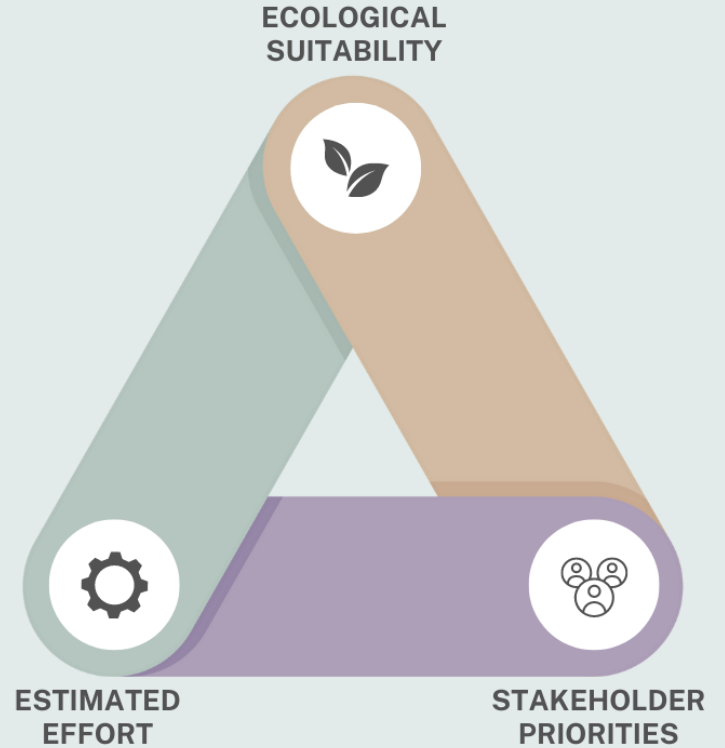 ECOLOGICAL
SUITABILITY
ESTIMATED
EFFORT
STAKEHOLDER
PRIORITIES